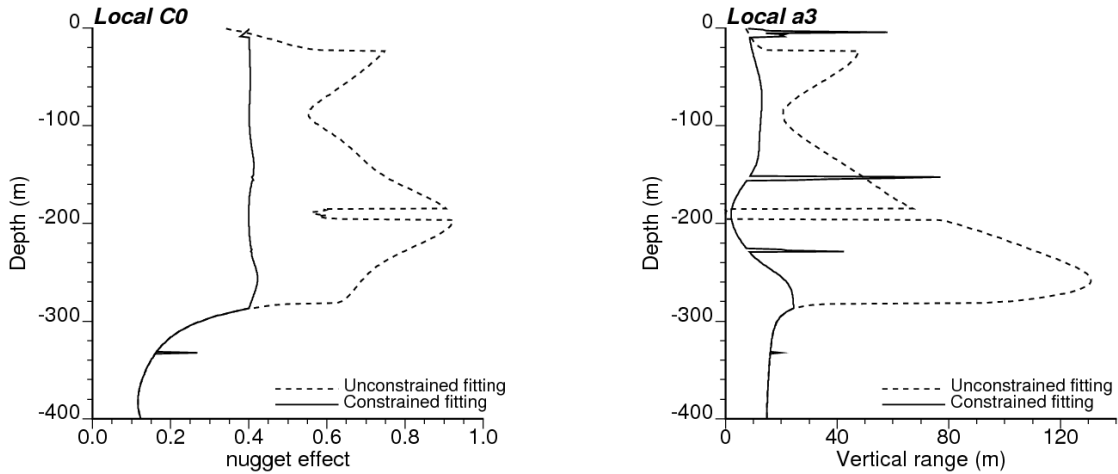 Local C0
0
-100
-200
-300
-400
Depth (m)
Unconstrained fitting
Constrained fitting
0.0 0.2 0.4 0.6 0.8 1.0
nugget effect
Local a3
0
-100
-200
-300
-400
Depth (m)
Unconstrained fitting
Constrained fitting
0 40 80 120
Vertical range (m)